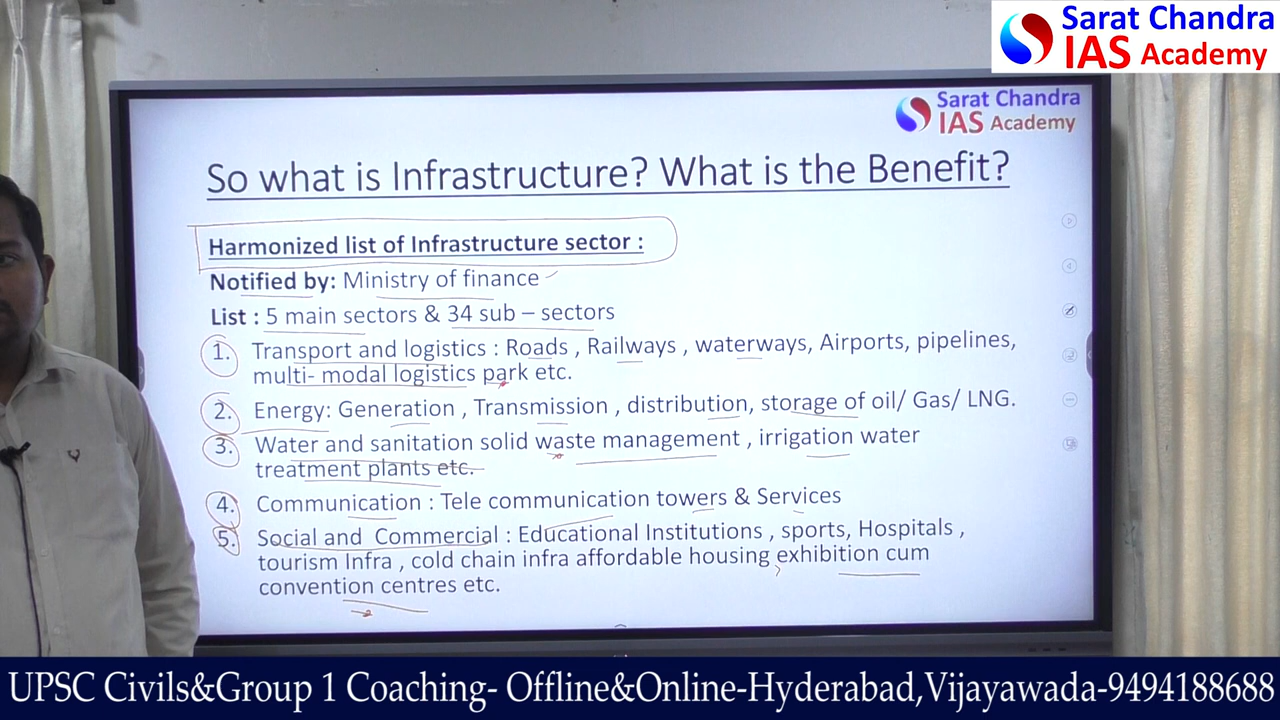 Sarat Chandra
IAS Academy
Sarat Chandra
IAS Academy
So what is Infrastructure? What is the Benefit?
Harmonized list of Infrastructure sector :
Notified by: Ministry of finance
List : 5 main sectors & 34 sub – sectors
1. Transport and logistics : Roads , Railways , waterways, Airports, pipelines,
multi- modal logistics park etc.
2. Energy: Generation , Transmission , distribution, storage of oil/ Gas/ LNG.
3. Water and sanitation solid waste management , irrigation water
treatment plants etc.
4. Communication : Tele communication towers & Services
5. Social and Commercial : Educational Institutions , sports, Hospitals ,
tourism Infra , cold chain infra affordable housing exhibition cum
convention centres etc.
UPSC Civils&Group 1 Coaching- Offline&Online-Hyderabad,Vijayawada-9494188688